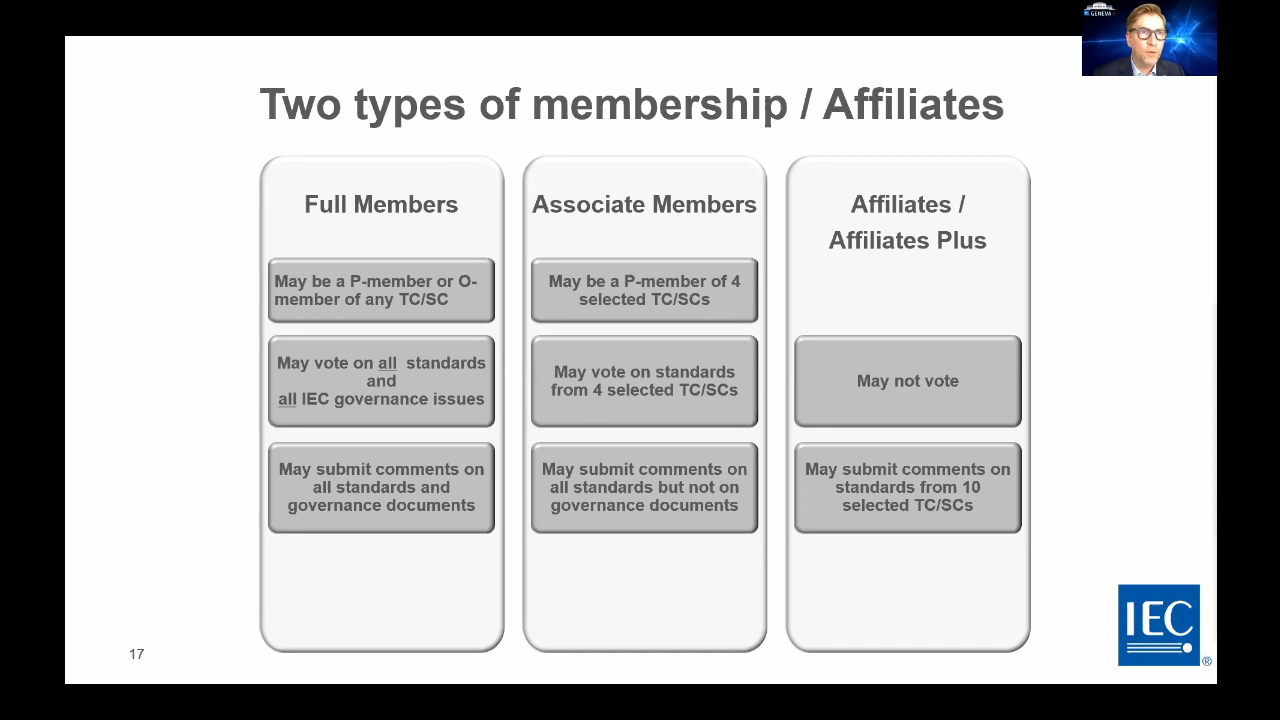 GENEVA
Two types of membership / Affiliates
Full Members
May be a P-member or O-
member of any TC/SC
May vote on all standards
and
all IEC governance issues
May submit comments on
all standards and
governance documents
Associate Members
May be a P-member of 4
selected TC/SCs
May vote on standards
from 4 selected TC/SCs
May submit comments on
all standards but not on
governance documents
Affiliates /
Affiliates Plus
May not vote
May submit comments on
standards from 10
selected TC/SCs
17
IEC
®